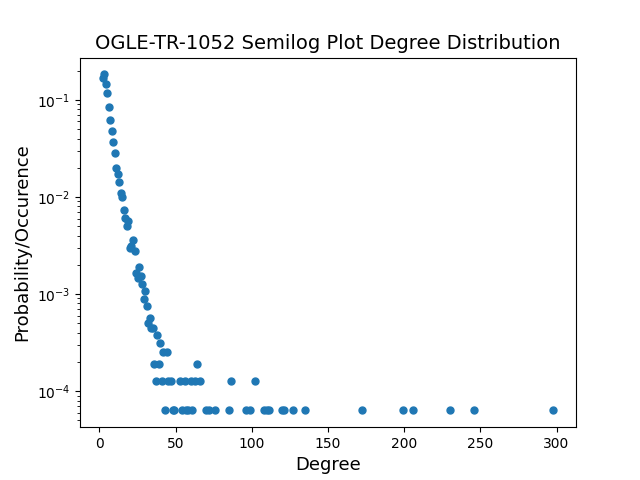 OGLE-TR-1052 Semilog Plot Degree Distribution
Probability/Occurence
10⁻¹
10⁻²
10⁻³
10⁻⁴
0 50 100 150 200 250 300
Degree